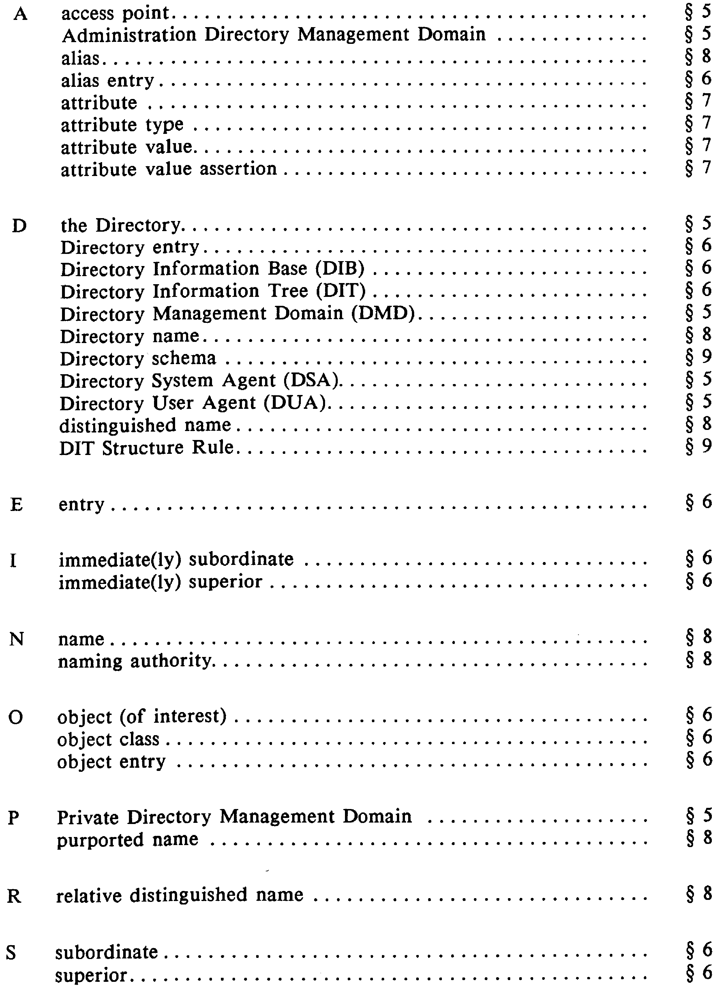 A access point. . . . . . . . . . . . . . . . . . . . § 5
Administration Directory Management Domain . . . . . . . . . . . . . . § 5
alias. . . . . . . . . . . . . . . . . . . . § 8
alias entry . . . . . . . . . . . . . . . . . . . . § 6
attribute . . . . . . . . . . . . . . . . . . . . § 7
attribute type . . . . . . . . . . . . . . . . . . . . § 7
attribute value. . . . . . . . . . . . . . . . . . . . § 7
attribute value assertion . . . . . . . . . . . . . . . . . . . . § 7
D the Directory. . . . . . . . . . . . . . . . . . . . § 5
Directory entry . . . . . . . . . . . . . . . . . . . . § 6
Directory Information Base (DIB) . . . . . . . . . . . . . . . . . . . . § 6
Directory Information Tree (DIT) . . . . . . . . . . . . . . . . . . . . § 6
Directory Management Domain (DMD). . . . . . . . . . . . . . . . . . . . § 5
Directory name. . . . . . . . . . . . . . . . . . . . § 8
Directory schema . . . . . . . . . . . . . . . . . . . . § 9
Directory System Agent (DSA). . . . . . . . . . . . . . . . . . . . § 5
Directory User Agent (DUA). . . . . . . . . . . . . . . . . . . . § 5
distinguished name . . . . . . . . . . . . . . . . . . . . § 8
DIT Structure Rule. . . . . . . . . . . . . . . . . . . . § 9
E entry . . . . . . . . . . . . . . . . . . . . § 6
I immediate(ly) subordinate . . . . . . . . . . . . . . . . . . . . § 6
immediate(ly) superior . . . . . . . . . . . . . . . . . . . . § 6
N name . . . . . . . . . . . . . . . . . . . . § 8
naming authority. . . . . . . . . . . . . . . . . . . . § 8
O object (of interest) . . . . . . . . . . . . . . . . . . . . § 6
object class . . . . . . . . . . . . . . . . . . . . § 6
object entry . . . . . . . . . . . . . . . . . . . . § 6
P Private Directory Management Domain . . . . . . . . . . . . . . . . . . . . § 5
purported name . . . . . . . . . . . . . . . . . . . . § 8
R relative distinguished name . . . . . . . . . . . . . . . . . . . . § 8
S subordinate . . . . . . . . . . . . . . . . . . . . § 6
superior. . . . . . . . . . . . . . . . . . . . § 6